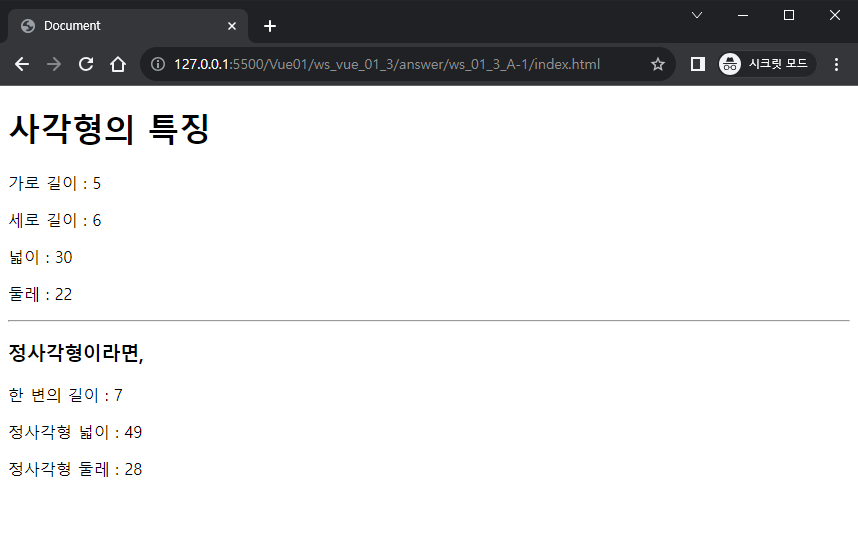 Document
127.0.0.1:5500/Vue01/ws_vue_01_3/answer/ws_01_3_A-1/index.html
시크릿 모드
사각형의 특징
가로 길이 : 5
세로 길이 : 6
넓이 : 30
둘레 : 22
정사각형이라면,
한 변의 길이 : 7
정사각형 넓이 : 49
정사각형 둘레 : 28